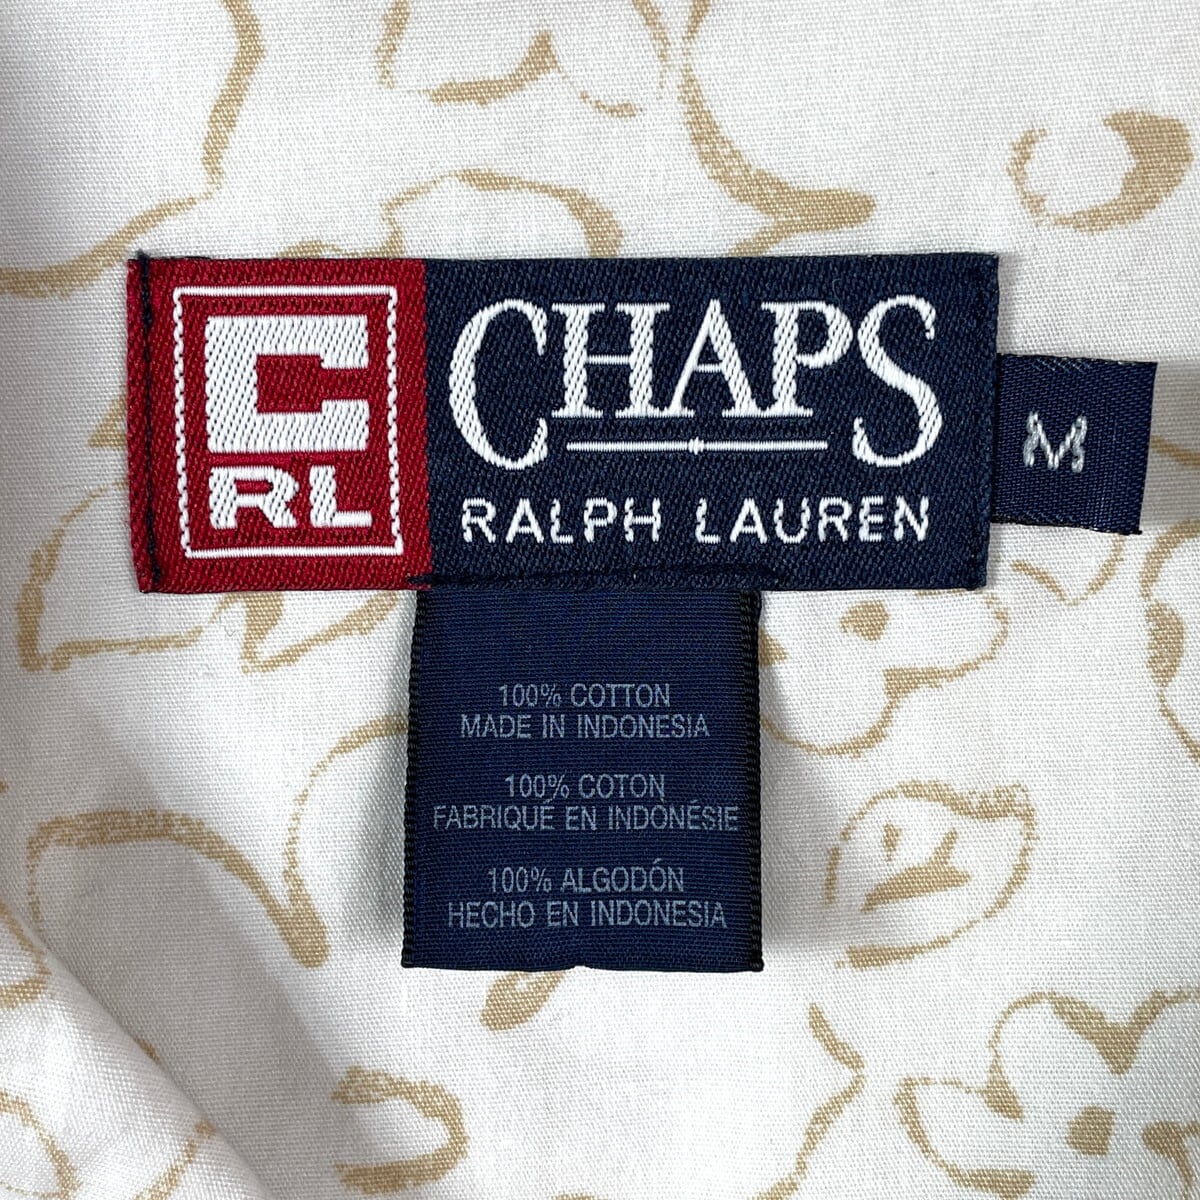 C
RL
CHAPS
RALPH LAUREN
M
100% COTTON
MADE IN INDONESIA
100% COTON
FABRIQUÉ EN INDONÉSIE
100% ALGODÓN
HECHO EN INDONESIA